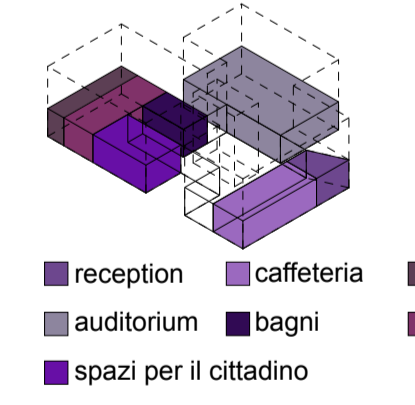 reception caffeteria
auditorium bagni
spazi per il cittadino